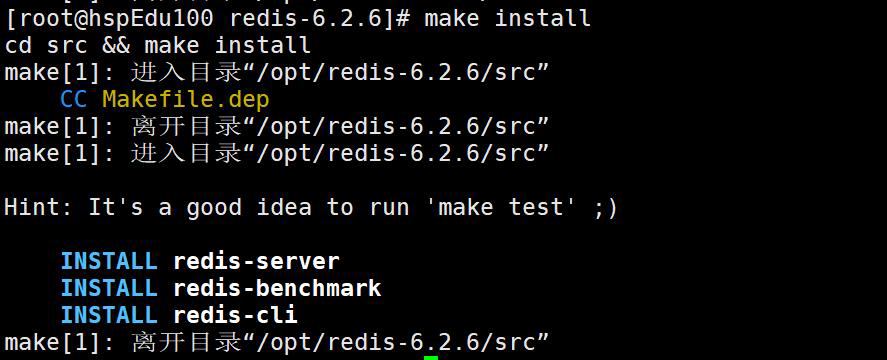 [root@hspEdu100 redis-6.2.6]# make install
cd src && make install
make[1]: 进入目录“/opt/redis-6.2.6/src”
    CC Makefile.dep
make[1]: 离开目录“/opt/redis-6.2.6/src”
make[1]: 进入目录“/opt/redis-6.2.6/src”
Hint: It's a good idea to run 'make test' ;)
    INSTALL redis-server
    INSTALL redis-benchmark
    INSTALL redis-cli
make[1]: 离开目录“/opt/redis-6.2.6/src”